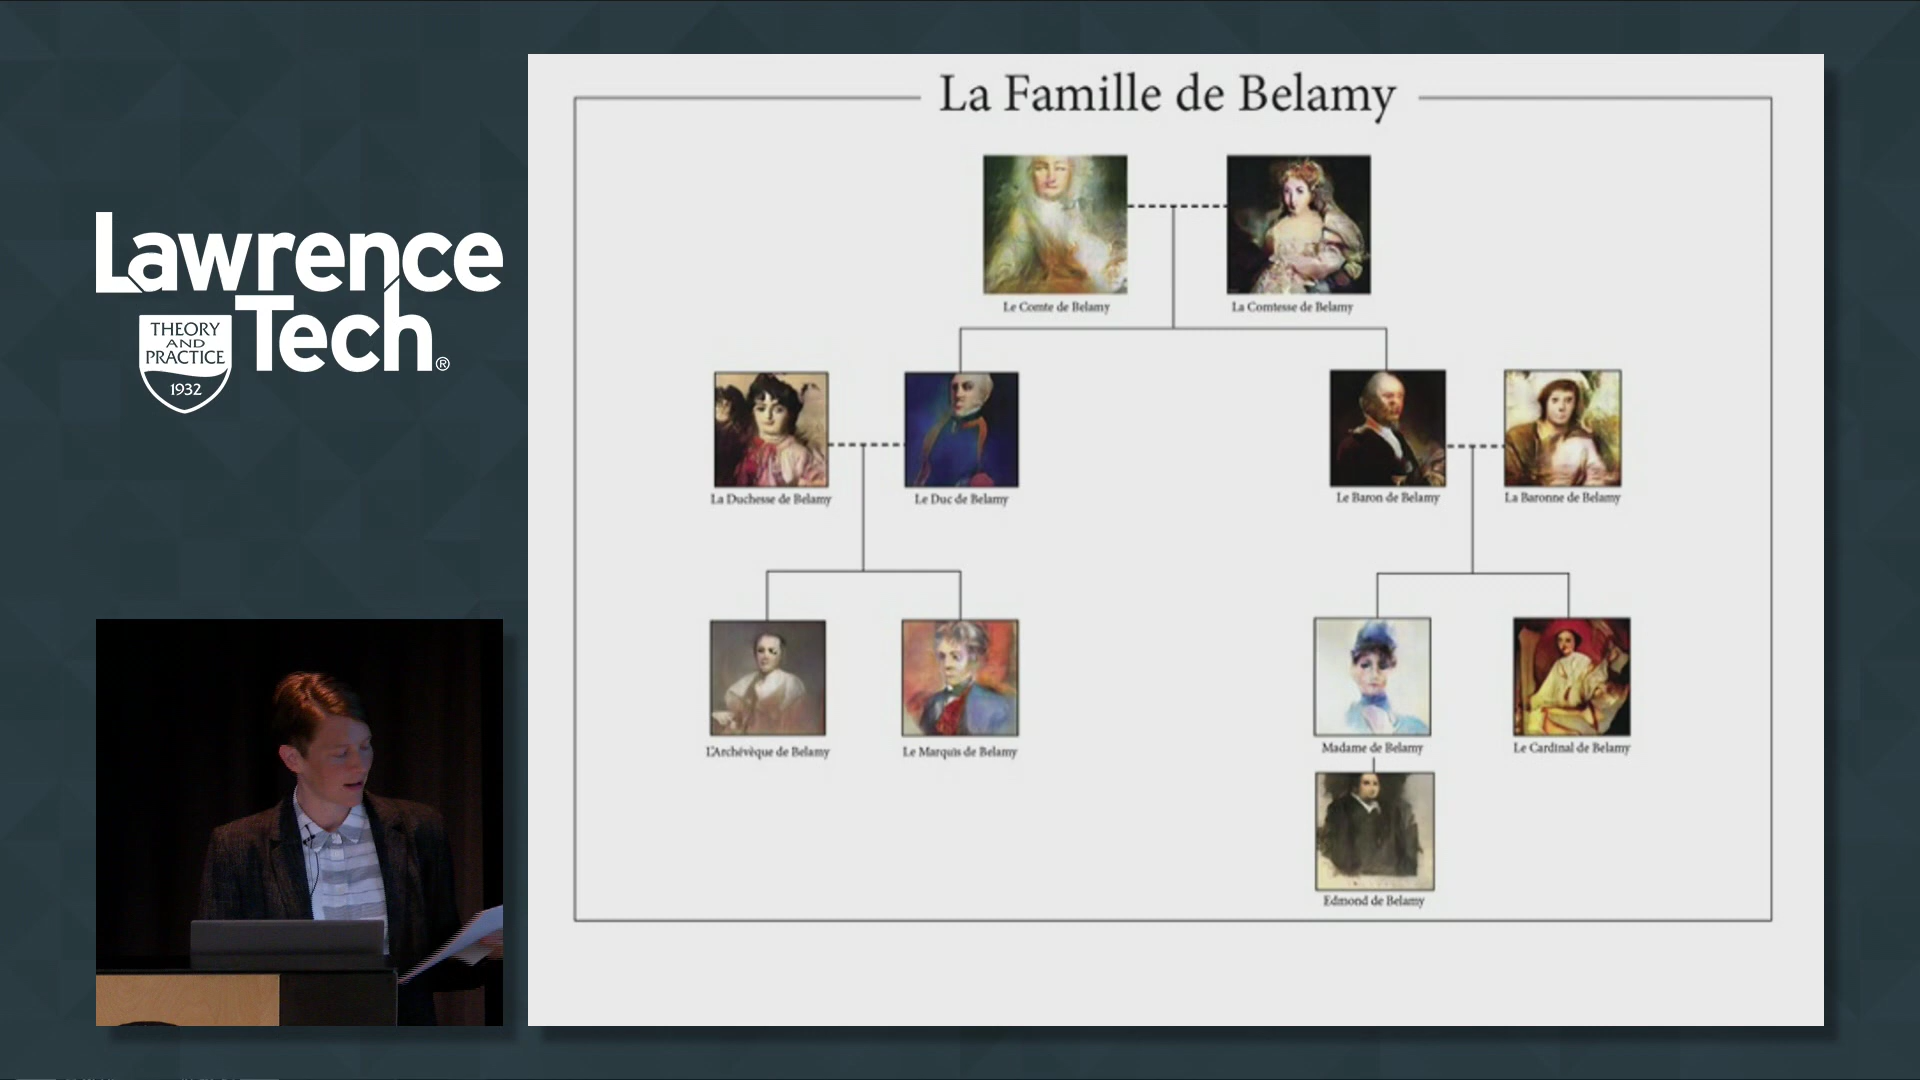 Lawrence
Tech®
THEORY
AND
PRACTICE
1932
La Famille de Belamy
Le Comte de Belamy
La Comtesse de Belamy
La Duchesse de Belamy
Le Duc de Belamy
Le Baron de Belamy
La Baronne de Belamy
L'Archévèque de Belamy
Le Marquis de Belamy
Madame de Belamy
Le Cardinal de Belamy
Edmond de Belamy